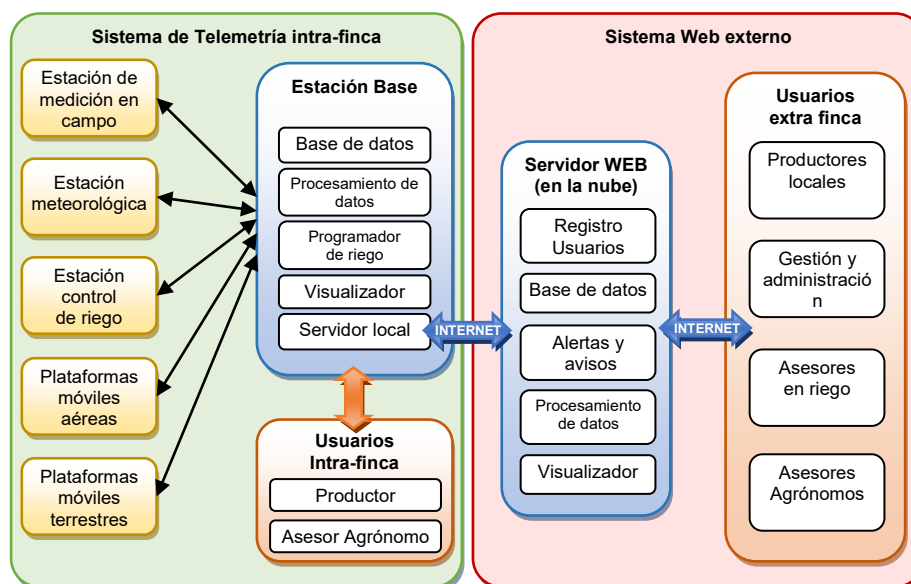 Sistema de Telemetría intra-finca
Estación de
medición en
campo
Estación
meteorológica
Estación
control
de riego
Plataformas
móviles
aéreas
Plataformas
móviles
terrestres
Estación Base
Base de datos
Procesamiento de
datos
Programador
de riego
Visualizador
Servidor local
Usuarios
Intra-finca
Productor
Asesor Agrónomo
INTERNET
Sistema Web externo
Servidor WEB
(en la nube)
Registro
Usuarios
Base de datos
Alertas y
avisos
Procesamiento
de datos
Visualizador
INTERNET
Usuarios
extra finca
Productores
locales
Gestión y
administració
n
Asesores
en riego
Asesores
Agrónomos